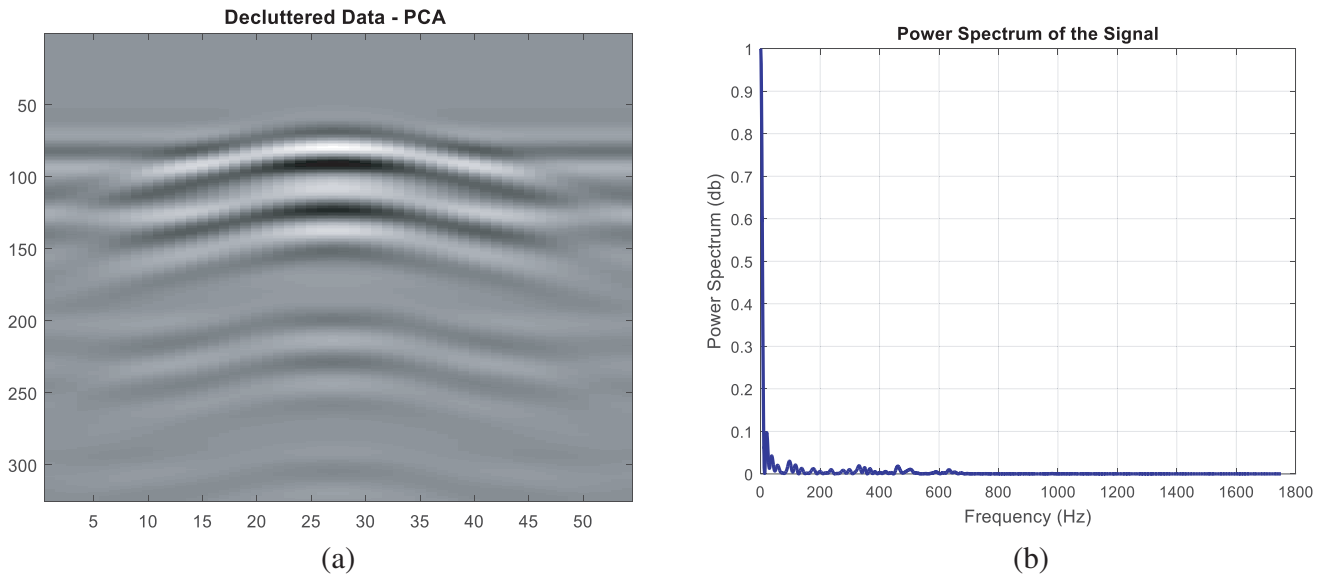 Decluttered Data - PCA
50
100
150
200
250
300
5 10 15 20 25 30 35 40 45 50
(a)
Power Spectrum of the Signal
Power Spectrum (db)
1
0.9
0.8
0.7
0.6
0.5
0.4
0.3
0.2
0.1
0
0 200 400 600 800 1000 1200 1400 1600 1800
Frequency (Hz)
(b)